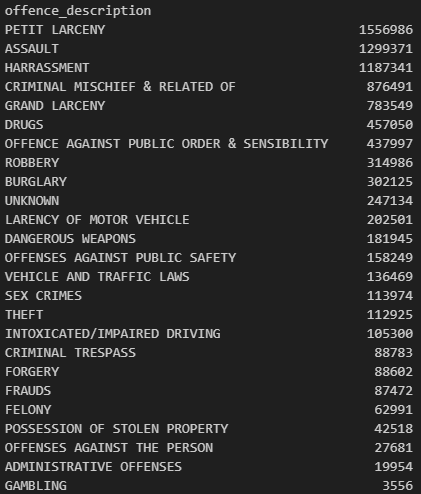 offence_description
PETIT LARCENY 1556986
ASSAULT 1299371
HARRASSMENT 1187341
CRIMINAL MISCHIEF & RELATED OF 876491
GRAND LARCENY 783549
DRUGS 457050
OFFENCE AGAINST PUBLIC ORDER & SENSIBILITY 437997
ROBBERY 314986
BURGLARY 302125
UNKNOWN 247134
LARENCY OF MOTOR VEHICLE 202501
DANGEROUS WEAPONS 181945
OFFENSES AGAINST PUBLIC SAFETY 158249
VEHICLE AND TRAFFIC LAWS 136469
SEX CRIMES 113974
THEFT 112925
INTOXICATED/IMPAIRED DRIVING 105300
CRIMINAL TRESPASS 88783
FORGERY 88602
FRAUDS 87472
FELONY 62991
POSSESSION OF STOLEN PROPERTY 42518
OFFENSES AGAINST THE PERSON 27681
ADMINISTRATIVE OFFENSES 19954
GAMBLING 3556